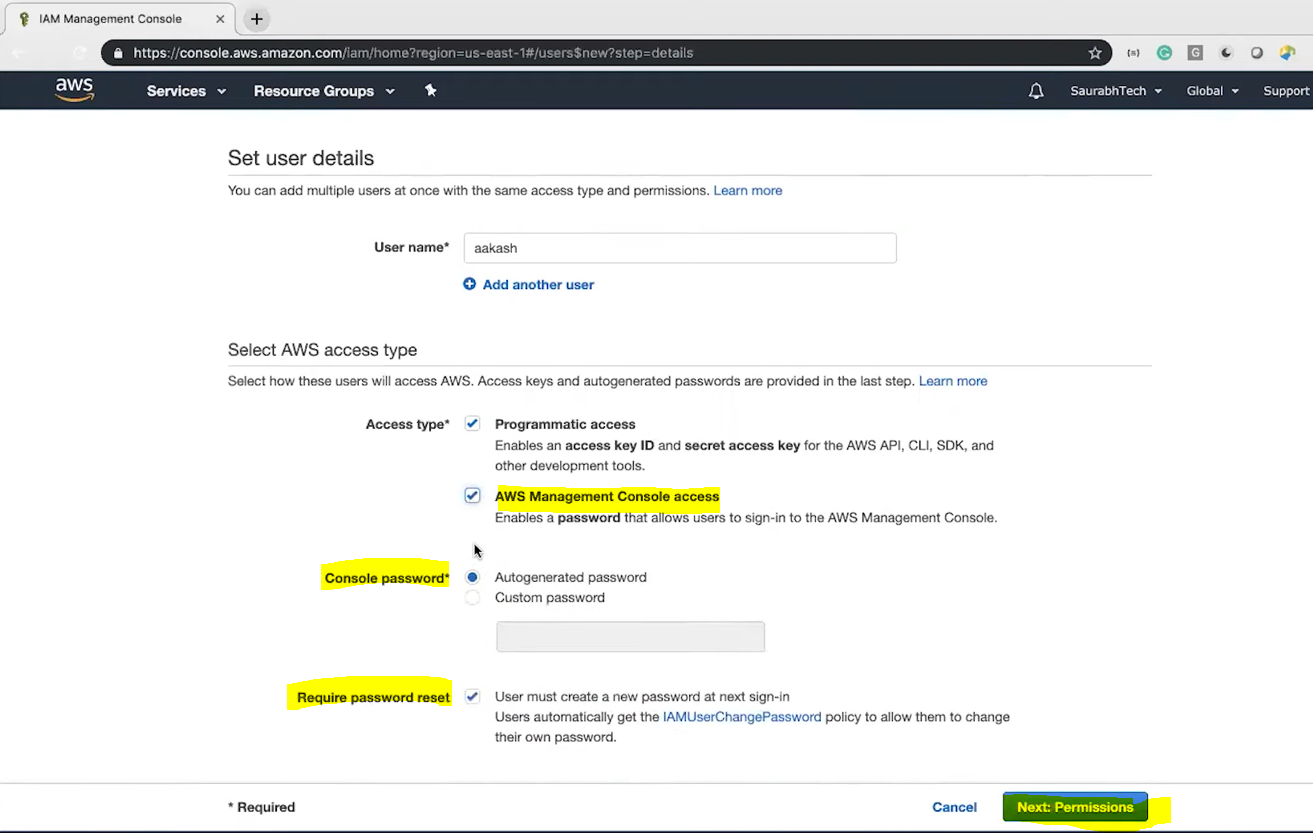 IAM Management Console
https://console.aws.amazon.com/iam/home?region=us-east-1#/users$new?step=details
aws Services Resource Groups SaurabhTech Global Support
Set user details
You can add multiple users at once with the same access type and permissions. Learn more
User name* aakash
Add another user
Select AWS access type
Select how these users will access AWS. Access keys and autogenerated passwords are provided in the last step. Learn more
Access type* Programmatic access
Enables an access key ID and secret access key for the AWS API, CLI, SDK, and
other development tools.
AWS Management Console access
Enables a password that allows users to sign-in to the AWS Management Console.
Console password* Autogenerated password
Custom password
Require password reset User must create a new password at next sign-in
Users automatically get the IAMUserChangePassword policy to allow them to change
their own password.
* Required Cancel Next: Permissions